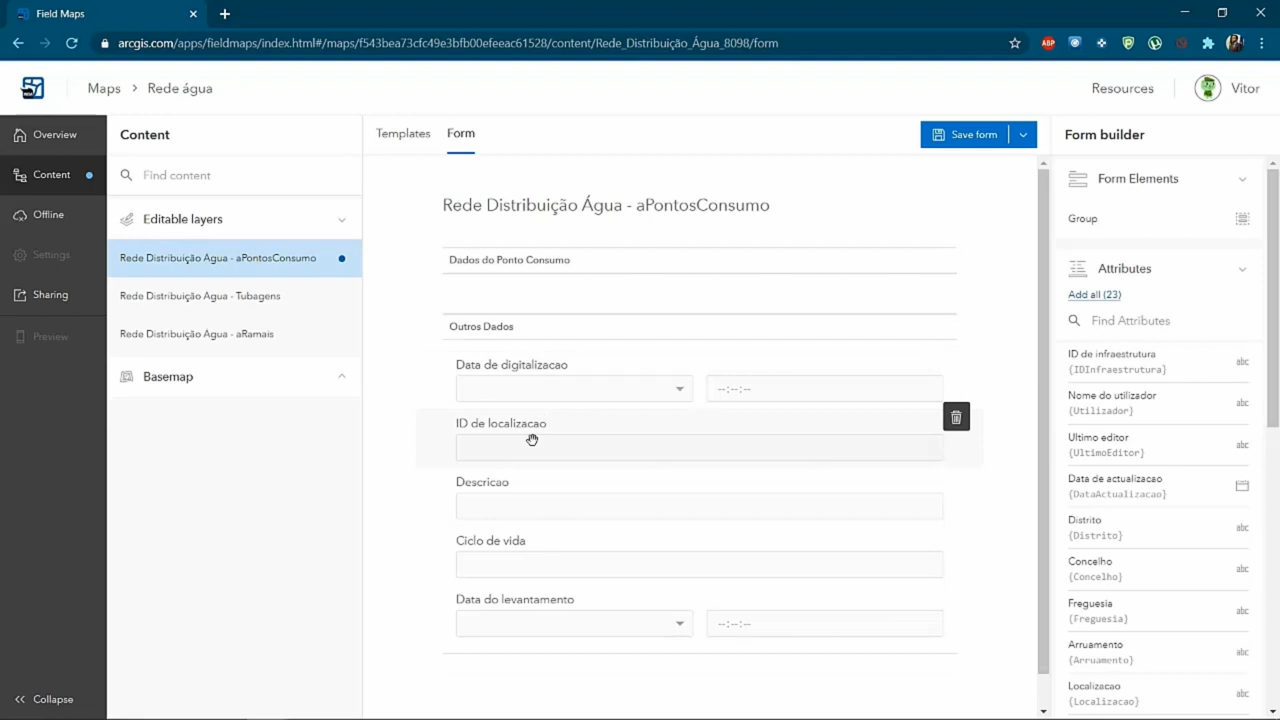 Field Maps
arcgis.com/apps/fieldmaps/index.html#/maps/f543bea73cfc49e3bfb00efeeac61528/content/Rede_Distribuição_Água_8098/form
ABP
Maps > Rede água
Resources
Vitor
Overview
Content
Offline
Settings
Sharing
Preview
Collapse
Content
Find content
Editable layers
Rede Distribuição Agua - aPontosConsumo
Rede Distribuição Agua - Tubagens
Rede Distribuição Agua - aRamais
Basemap
Templates
Form
Save form
Rede Distribuição Água - aPontosConsumo
Dados do Ponto Consumo
Outros Dados
Data de digitalizacao
--:--:--
ID de localizacao
Descricao
Ciclo de vida
Data do levantamento
--:--:--
Form builder
Form Elements
Group
Attributes
Add all (23)
Find Attributes
ID de infraestrutura
{IDInfraestrutura}
abc
Nome do utilizador
{Utilizador}
abc
Ultimo editor
{UltimoEditor}
abc
Data de actualizacao
{DataActualizacao}
Distrito
{Distrito}
abc
Concelho
{Concelho}
abc
Freguesia
{Freguesia}
abc
Arruamento
{Arruamento}
abc
Localizacao
{Localizacao}
abc